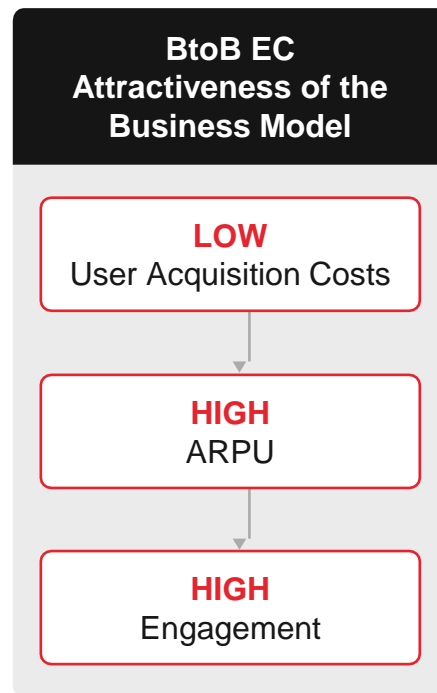 BtoB EC
Attractiveness of the
Business Model
LOW
User Acquisition Costs
HIGH
ARPU
HIGH
Engagement